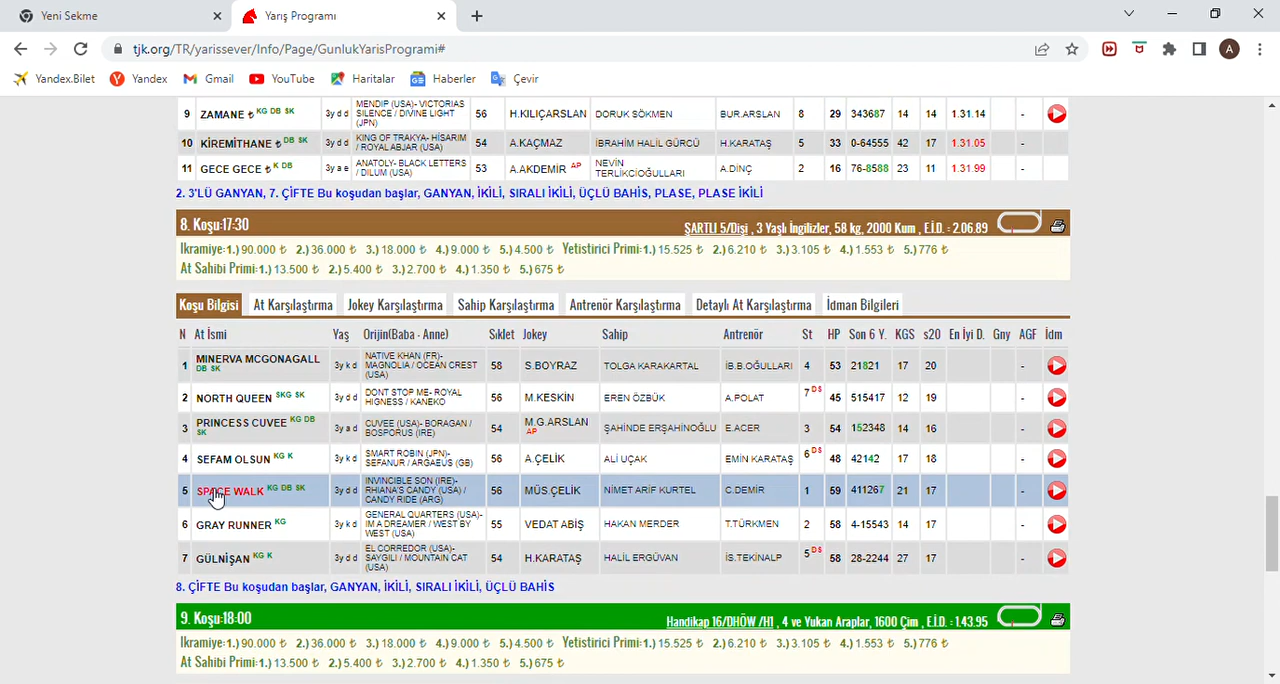 Yeni Sekme
Yarış Programı
tjk.org/TR/yarissever/Info/Page/GunlukYarisProgrami#
A
Yandex.Bilet Yandex Gmail YouTube Haritalar Haberler Çevir
9 ZAMANE ₺ KG DB SK 3y d d MENDIP (USA)- VICTORIAS SILENCE / DIVINE LIGHT (JPN) 56 H.KILIÇARSLAN DORUK SÖKMEN BUR.ARSLAN 8 29 343687 14 14 1.31.14 -
10 KİREMİTHANE ₺ DB SK 3y d d KING OF TRAKYA- HİSARIM / ROYAL ABJAR (USA) 54 A.KAÇMAZ İBRAHİM HALİL GÜRCÜ H.KARATAŞ 5 33 0-64555 42 17 1.31.05 -
11 GECE GECE ₺ K DB 3y a e ANATOLY- BLACK LETTERS / DILUM (USA) 53 A.AKDEMİR AP NEVİN TERLİKCİOĞULLARI A.DİNÇ 2 16 76-8588 23 11 1.31.99 -
2. 3'LÜ GANYAN, 7. ÇİFTE Bu koşudan başlar, GANYAN, İKİLİ, SIRALI İKİLİ, ÜÇLÜ BAHİS, PLASE, PLASE İKİLİ
8. Koşu:17:30 ŞARTLI 5/Dişi , 3 Yaşlı İngilizler, 58 kg, 2000 Kum , E.İ.D. : 2.06.89
İkramiye:1.) 90.000 ₺ 2.) 36.000 ₺ 3.) 18.000 ₺ 4.) 9.000 ₺ 5.) 4.500 ₺ Yetistirici Primi:1.) 15.525 ₺ 2.) 6.210 ₺ 3.) 3.105 ₺ 4.) 1.553 ₺ 5.) 776 ₺
At Sahibi Primi:1.) 13.500 ₺ 2.) 5.400 ₺ 3.) 2.700 ₺ 4.) 1.350 ₺ 5.) 675 ₺
Koşu Bilgisi At Karşılaştırma Jokey Karşılaştırma Sahip Karşılaştırma Antrenör Karşılaştırma Detaylı At Karşılaştırma İdman Bilgileri
N At İsmi Yaş Orijin(Baba - Anne) Sıklet Jokey Sahip Antrenör St HP Son 6 Y. KGS s20 En İyi D. Gny AGF İdm
1 MINERVA MCGONAGALL DB SK 3y k d NATIVE KHAN (FR)- MAGNOLIA / OCEAN CREST (USA) 58 S.BOYRAZ TOLGA KARAKARTAL İB.B.OĞULLARI 4 53 21821 17 20 -
2 NORTH QUEEN SKG SK 3y k d DONT STOP ME- ROYAL HIGNESS / KANEKO 56 M.KESKİN EREN ÖZBÜK A.POLAT 7 DS 45 515417 12 19 -
3 PRINCESS CUVEE KG DB SK 3y a d CUVEE (USA)- BORAGAN / BOSPORUS (IRE) 54 M.G.ARSLAN AP ŞAHİNDE ERŞAHİNOĞLU E.ACER 3 54 152348 14 16 -
4 SEFAM OLSUN KG K 3y k d SMART ROBIN (JPN)- SEFANUR / ARGAEUS (GB) 56 A.ÇELİK ALİ UÇAK EMİN KARATAŞ 6 DS 48 42142 17 18 -
5 SPACE WALK KG DB SK 3y d d INVINCIBLE SON (IRE)- RHIANA'S CANDY (USA) / CANDY RIDE (ARG) 56 MÜS.ÇELİK NİMET ARİF KURTEL C.DEMİR 1 59 411267 21 17 -
6 GRAY RUNNER KG 3y k d GENERAL QUARTERS (USA)- IM A DREAMER / WEST BY WEST (USA) 55 VEDAT ABİŞ HAKAN MERDER T.TÜRKMEN 2 58 4-15543 14 17 -
7 GÜLNİŞAN KG K 3y d d EL CORREDOR (USA)- SAYGILI / MOUNTAIN CAT (USA) 54 H.KARATAŞ HALİL ERGÜVAN İS.TEKİNALP 5 DS 58 28-2244 27 17 -
8. ÇİFTE Bu koşudan başlar, GANYAN, İKİLİ, SIRALI İKİLİ, ÜÇLÜ BAHİS
9. Koşu:18:00 Handikap 16/DHÖW /H1 , 4 ve Yukarı Araplar, 1600 Çim , E.İ.D. : 1.43.95
İkramiye:1.) 90.000 ₺ 2.) 36.000 ₺ 3.) 18.000 ₺ 4.) 9.000 ₺ 5.) 4.500 ₺ Yetistirici Primi:1.) 15.525 ₺ 2.) 6.210 ₺ 3.) 3.105 ₺ 4.) 1.553 ₺ 5.) 776 ₺
At Sahibi Primi:1.) 13.500 ₺ 2.) 5.400 ₺ 3.) 2.700 ₺ 4.) 1.350 ₺ 5.) 675 ₺